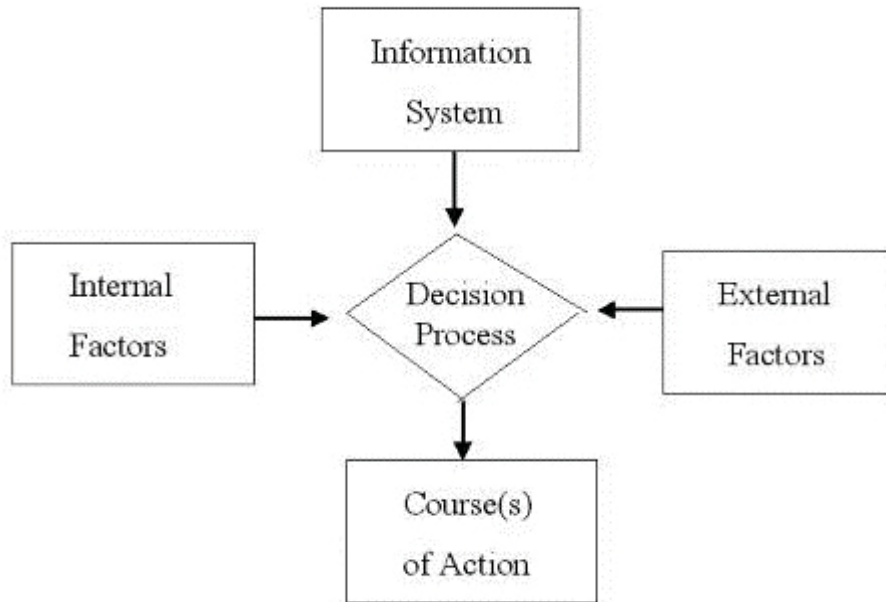 Information
System
Internal
Factors
Decision
Process
External
Factors
Course(s)
of Action